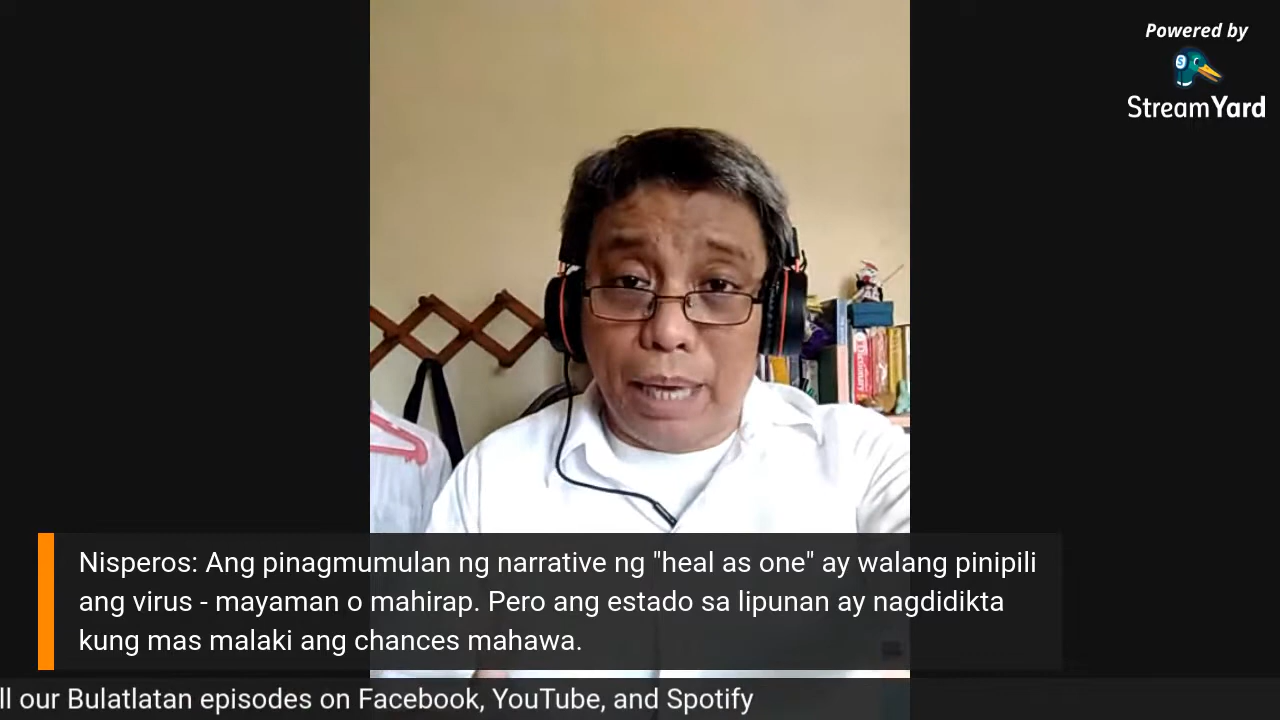 Powered by
StreamYard
Dictionary
Nisperos: Ang pinagmumulan ng narrative ng "heal as one" ay walang pinipili
ang virus - mayaman o mahirap. Pero ang estado sa lipunan ay nagdidikta
kung mas malaki ang chances mahawa.
ll our Bulatlatan episodes on Facebook, YouTube, and Spotify